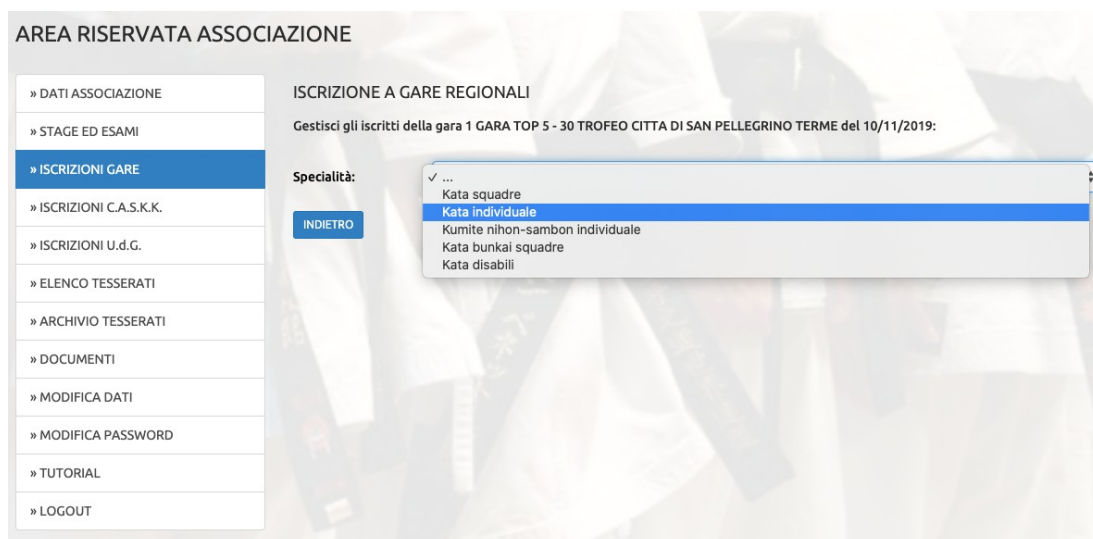 AREA RISERVATA ASSOCIAZIONE
» DATI ASSOCIAZIONE
» STAGE ED ESAMI
» ISCRIZIONI GARE
» ISCRIZIONI C.A.S.K.K.
» ISCRIZIONI U.d.G.
» ELENCO TESSERATI
» ARCHIVIO TESSERATI
» DOCUMENTI
» MODIFICA DATI
» MODIFICA PASSWORD
» TUTORIAL
» LOGOUT
ISCRIZIONE A GARE REGIONALI
Gestisci gli iscritti della gara 1 GARA TOP 5 - 30 TROFEO CITTA DI SAN PELLEGRINO TERME del 10/11/2019:
Specialità:
✓ ...
Kata squadre
Kata individuale
Kumite nihon-sambon individuale
Kata bunkai squadre
Kata disabili
INDIETRO